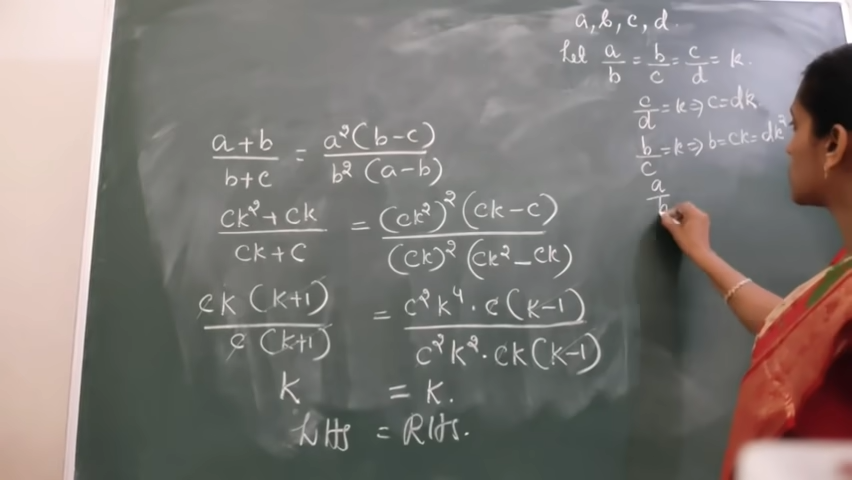 a, b, c, d.
Let a/b = b/c = c/d = k.
c/d = k ⇒ c = dk
b/c = k ⇒ b = ck = dk²
a/b
(a+b)/(b+c) = a²(b-c)/b²(a-b)
(ck²+ck)/(ck+c) = (ck²)²(ck-c)/(ck)²(ck²-ck)
ck(k+1)/c(k+1) = c²k⁴·c(k-1)/c²k²·ck(k-1)
k = k.
LHS = RHS.